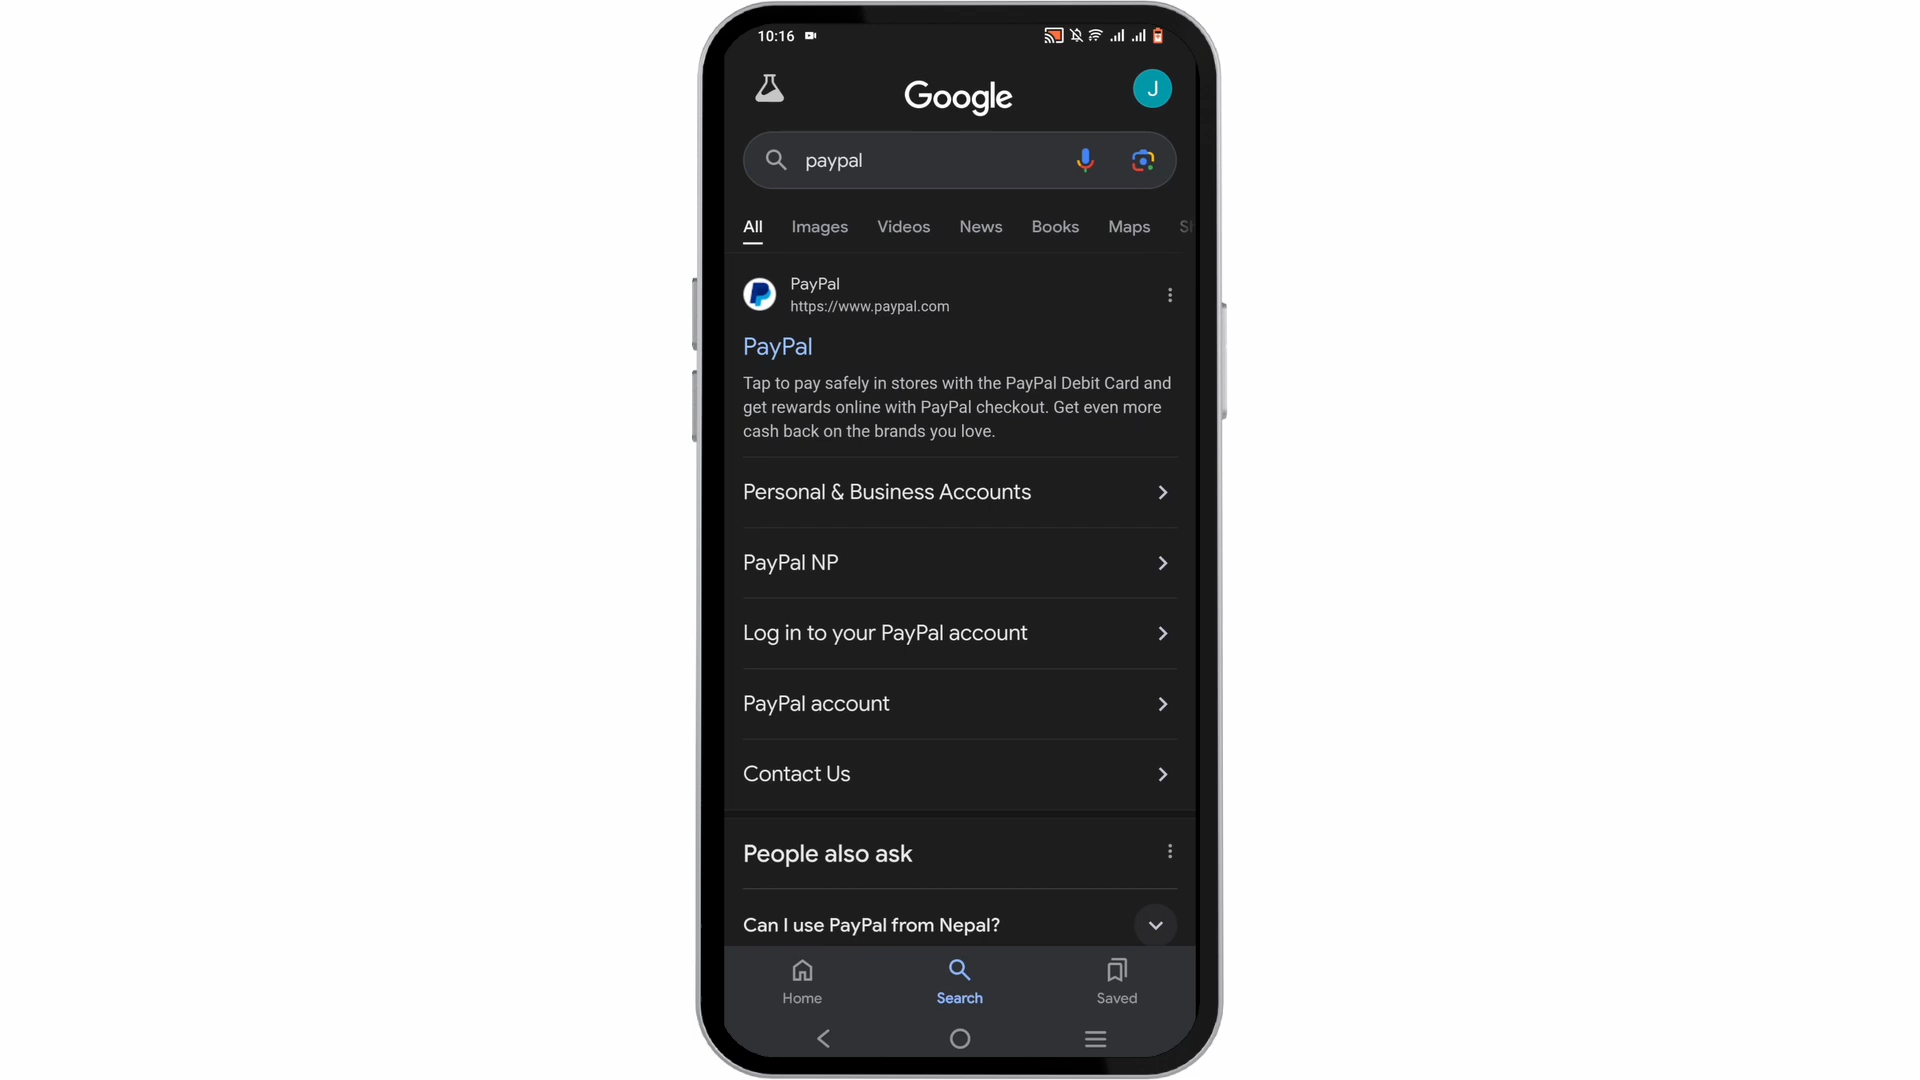 10:16
Google
J
paypal
All Images Videos News Books Maps
PayPal
https://www.paypal.com
PayPal
Tap to pay safely in stores with the PayPal Debit Card and
get rewards online with PayPal checkout. Get even more
cash back on the brands you love.
Personal & Business Accounts
PayPal NP
Log in to your PayPal account
PayPal account
Contact Us
People also ask
Can I use PayPal from Nepal?
Home Search Saved